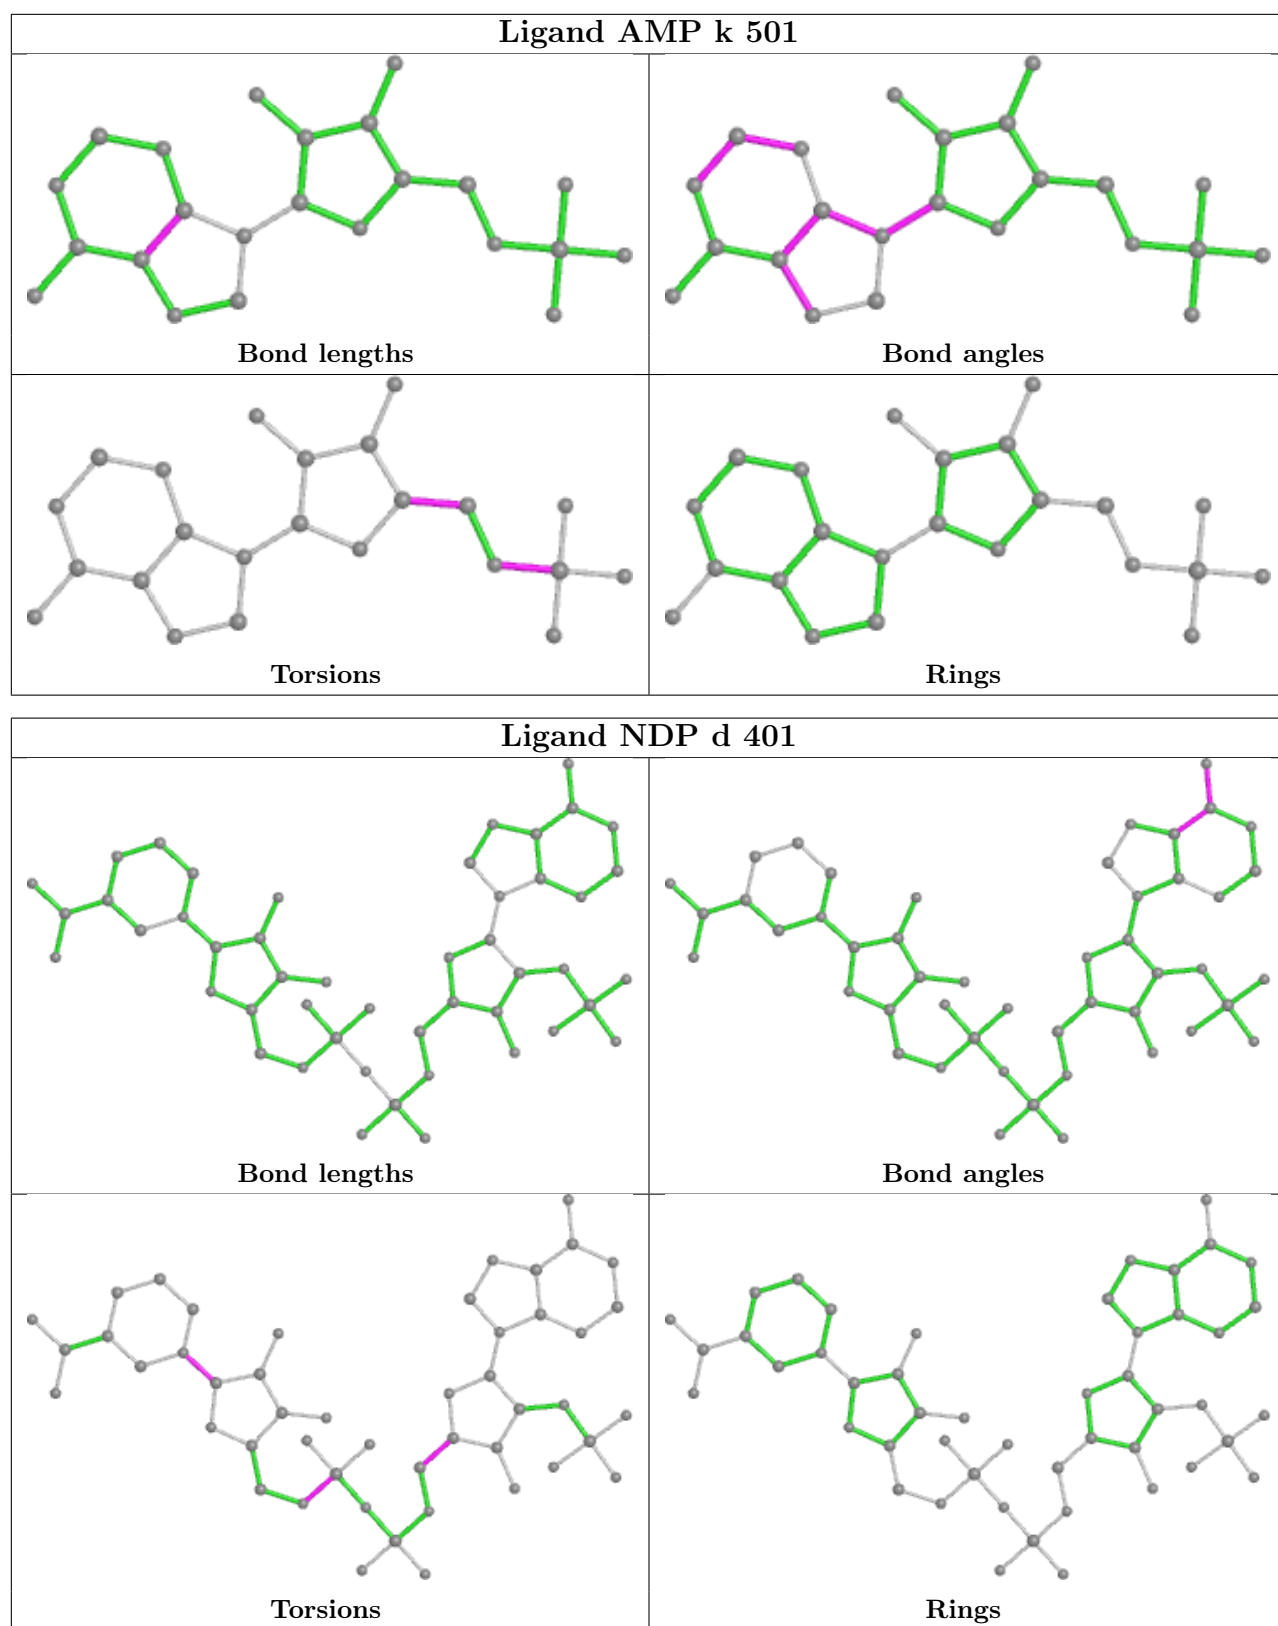 Ligand AMP k 501
Bond lengths
Bond angles
Torsions
Rings
Ligand NDP d 401
Bond lengths
Bond angles
Torsions
Rings